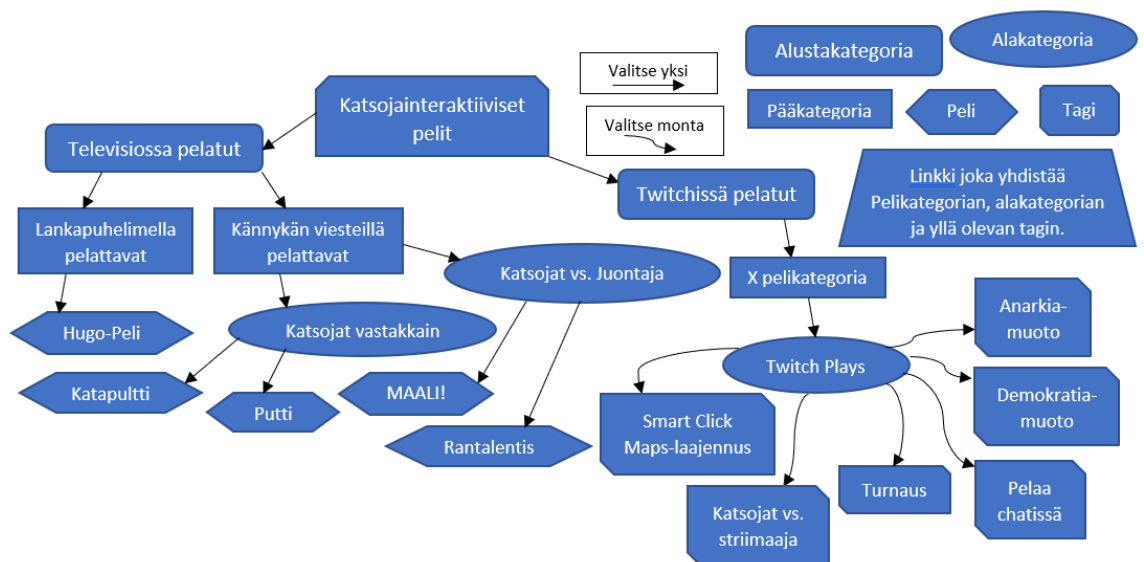 Alustakategoria
Alakategoria
Valitse yksi
Valitse monta
Pääkategoria
Peli
Tagi
Linkki joka yhdistää
Pelikategorian, alakategorian
ja yllä olevan tagin.
Katsojainteraktiiviset
pelit
Televisiossa pelatut
Twitchissä pelatut
Lankapuhelimella
pelattavat
Kännykän viesteillä
pelattavat
Katsojat vs. Juontaja
X pelikategoria
Hugo-Peli
Katsojat vastakkain
Katapultti
Putti
MAALI!
Rantalentis
Twitch Plays
Anarkia-
muoto
Demokratia-
muoto
Smart Click
Maps-laajennus
Katsojat vs.
striimaaja
Turnaus
Pelaa
chatissä